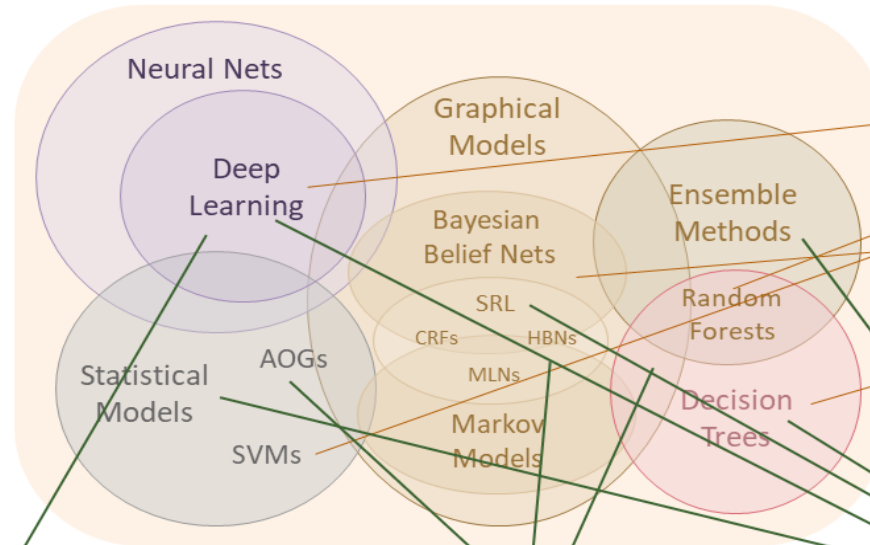 Neural Nets
Deep
Learning
Graphical
Models
Ensemble
Methods
Bayesian
Belief Nets
SRL
CRFs
HBNs
MLNs
Markov
Models
Random
Forests
Decision
Trees
Statistical
Models
AOGs
SVMs